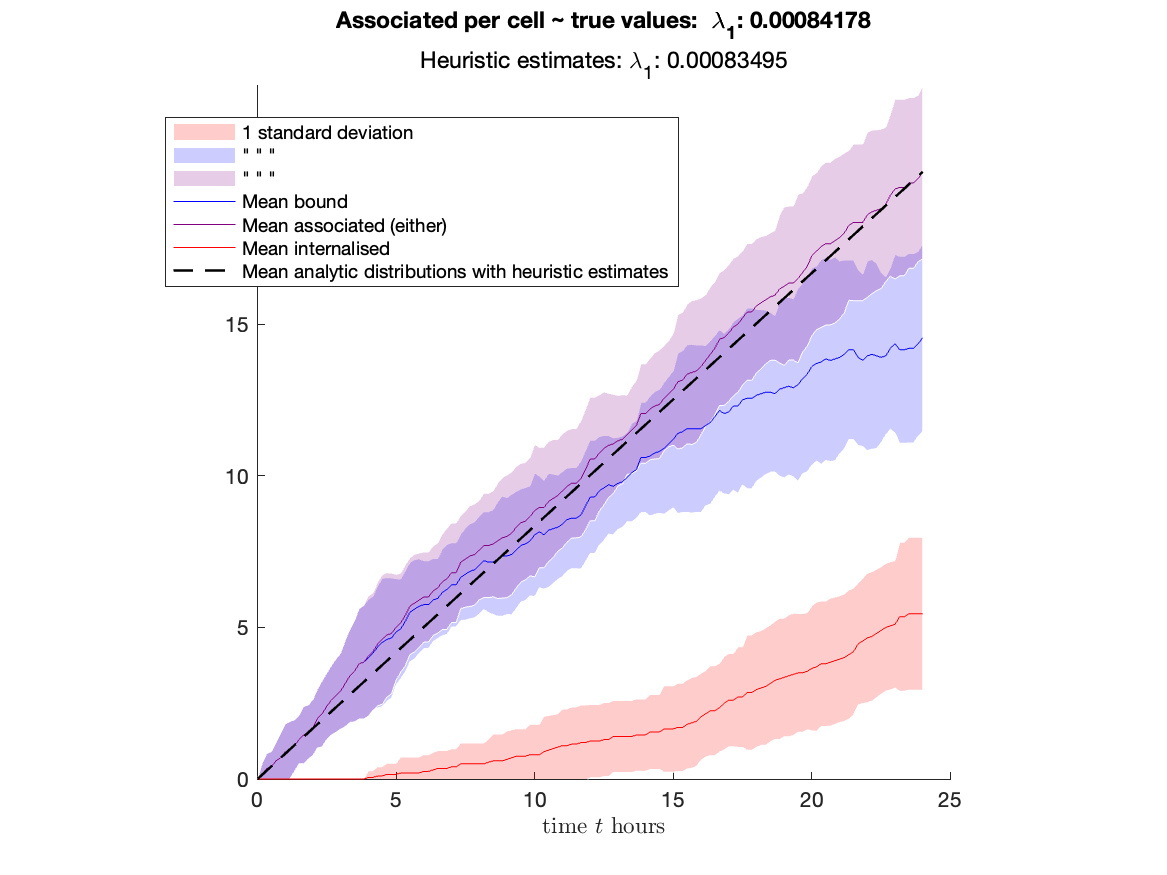 Associated per cell ~ true values: λ₁: 0.00084178
Heuristic estimates: λ₁: 0.00083495
1 standard deviation
" " "
" " "
Mean bound
Mean associated (either)
Mean internalised
Mean analytic distributions with heuristic estimates
15
10
5
0
0 5 10 15 20 25
time t hours